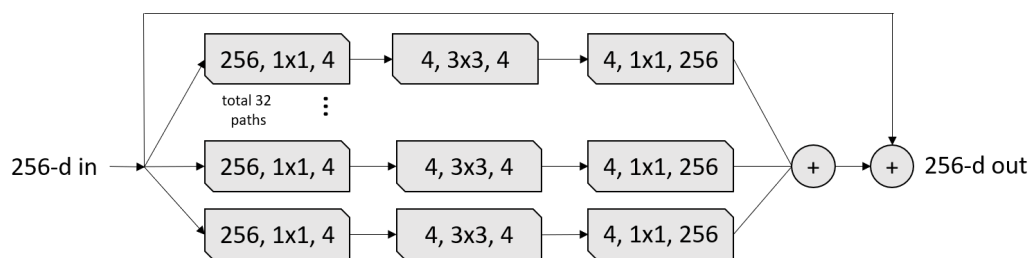 256, 1x1, 4
4, 3x3, 4
4, 1x1, 256
total 32
paths
256-d in
256, 1x1, 4
4, 3x3, 4
4, 1x1, 256
+
+
256-d out
256, 1x1, 4
4, 3x3, 4
4, 1x1, 256